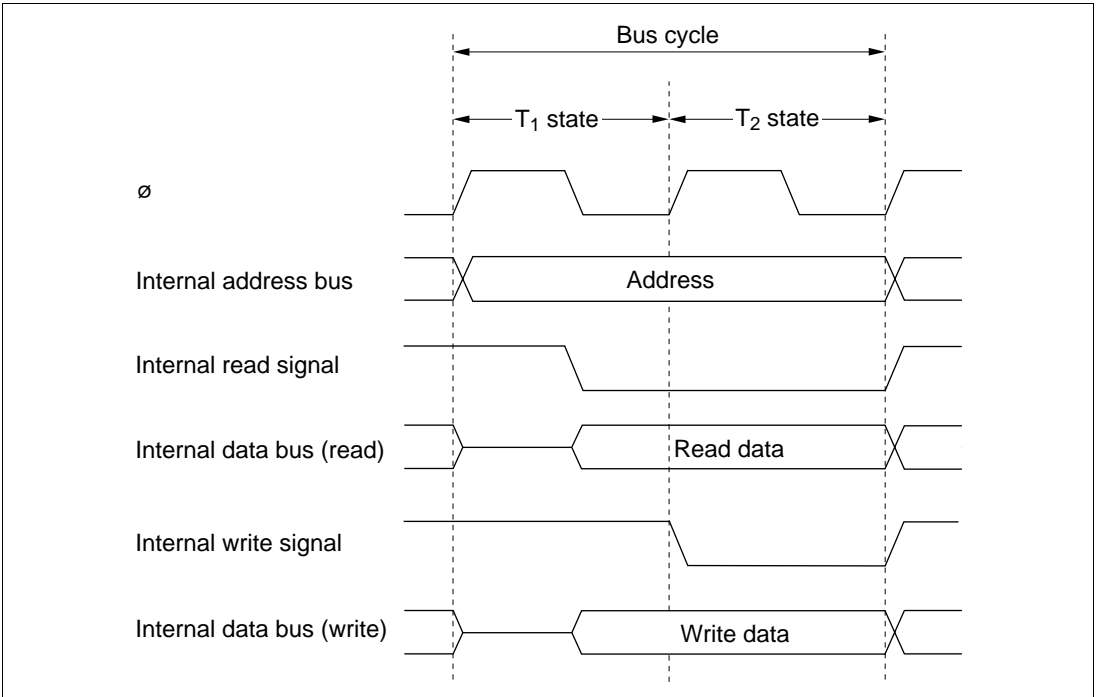 Bus cycle
T1 state
T2 state
ø
Internal address bus
Address
Internal read signal
Internal data bus (read)
Read data
Internal write signal
Internal data bus (write)
Write data